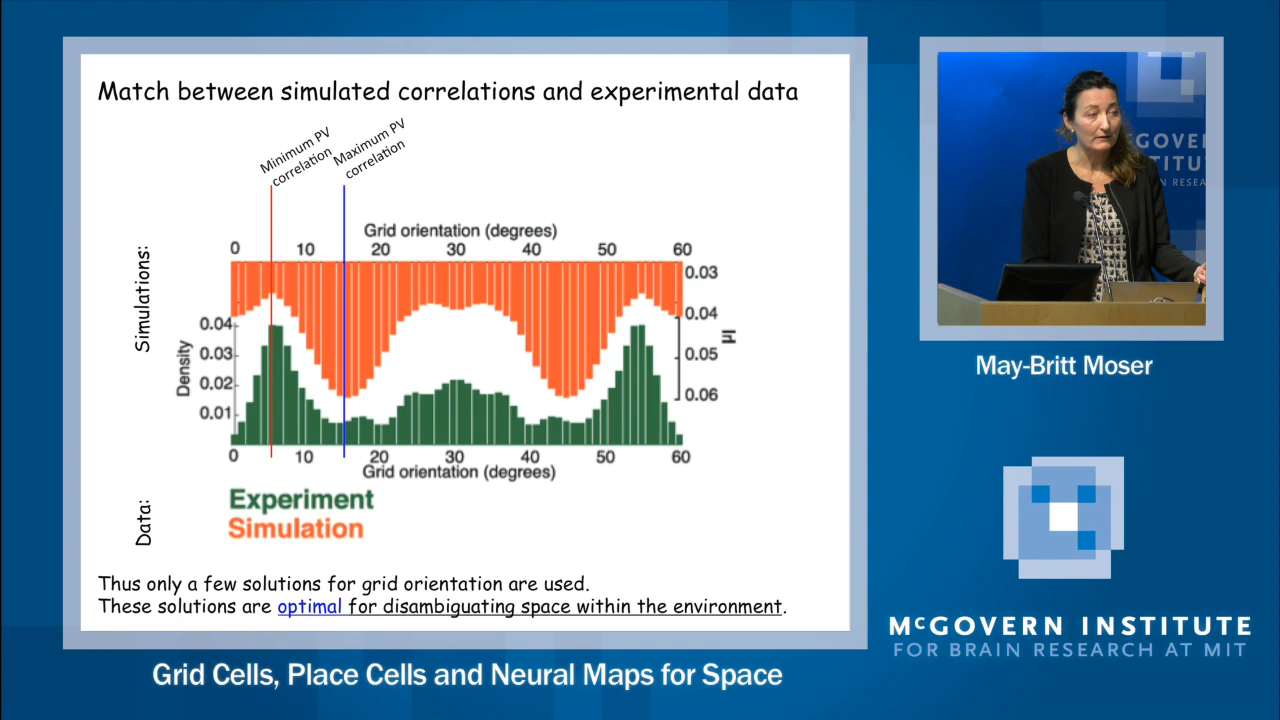 Match between simulated correlations and experimental data
Minimum PV
correlation
Maximum PV
correlation
Grid orientation (degrees)
0 10 20 30 40 50 60
Simulations:
0.03
0.04
0.05
0.06
|r|
Density
0.04
0.03
0.02
0.01
0 10 20 30 40 50 60
Grid orientation (degrees)
Data:
Experiment
Simulation
Thus only a few solutions for grid orientation are used.
These solutions are optimal for disambiguating space within the environment.
GOVE
TITU
N RESEA
May-Britt Moser
McGOVERN INSTITUTE
FOR BRAIN RESEARCH AT MIT
Grid Cells, Place Cells and Neural Maps for Space